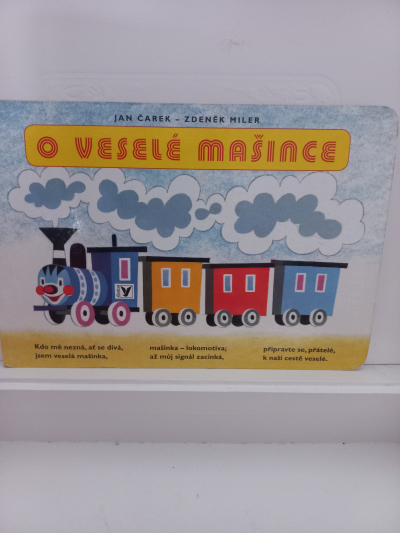 JAN ČAREK – ZDENĚK MILER
O VESELÉ MAŠINCE
Kdo mě nezná, ať se divá,
jsem veselá mašinka,
mašinka – lokomotiva;
až můj signál zacinká,
připravte se, přátelé,
k naší cestě veselé.